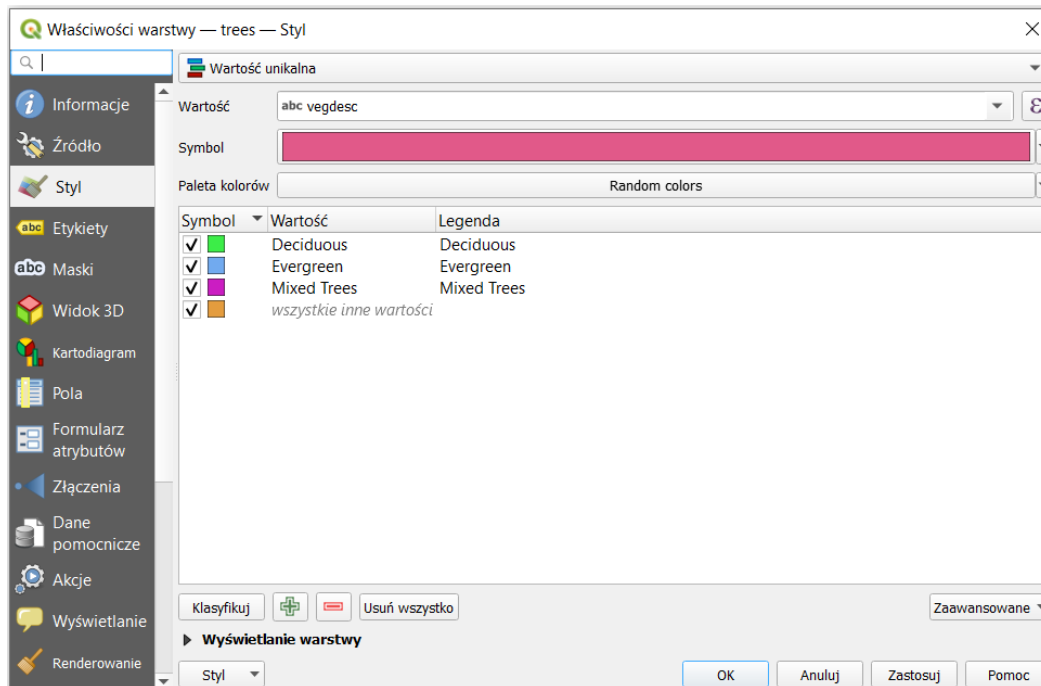 Właściwości warstwy — trees — Styl
Wartość unikalna
Informacje
Źródło
Styl
abc Etykiety
abc Maski
Widok 3D
Kartodiagram
Pola
Formularz
atrybutów
Złączenia
Dane
pomocnicze
Akcje
Wyświetlanie
Renderowanie
Wartość abc vegdesc ε
Symbol
Paleta kolorów Random colors
Symbol Wartość Legenda
Deciduous Deciduous
Evergreen Evergreen
Mixed Trees Mixed Trees
wszystkie inne wartości
Klasyfikuj Usuń wszystko Zaawansowane
Wyświetlanie warstwy
Styl OK Anuluj Zastosuj Pomoc